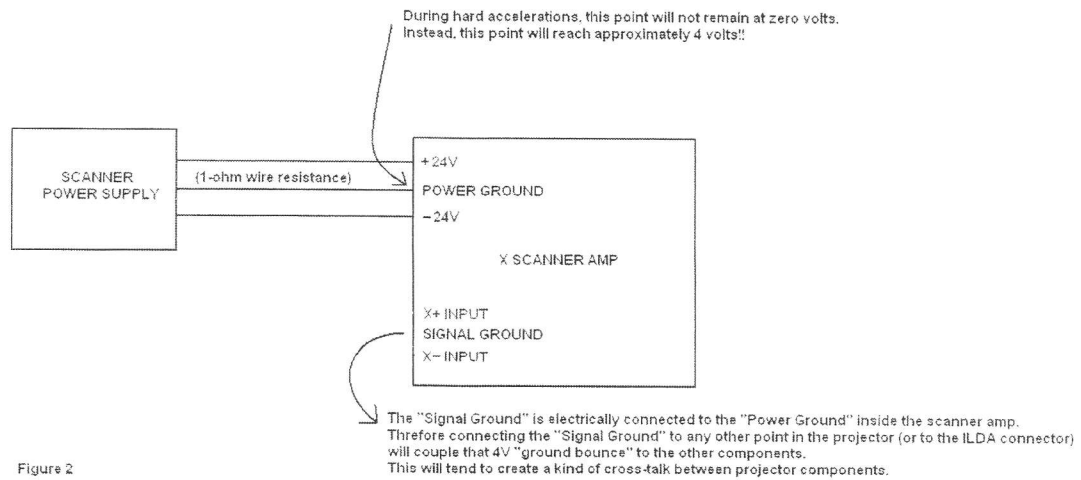 During hard accelerations, this point will not remain at zero volts.
Instead, this point will reach approximately 4 volts!!
SCANNER
POWER SUPPLY
(1-ohm wire resistance)
+24V
POWER GROUND
−24V
X SCANNER AMP
X+ INPUT
SIGNAL GROUND
X− INPUT
The "Signal Ground" is electrically connected to the "Power Ground" inside the scanner amp.
Threfore connecting the "Signal Ground" to any other point in the projector (or to the ILDA connector)
will couple that 4V "ground bounce" to the other components.
This will tend to create a kind of cross-talk between projector components.
Figure 2